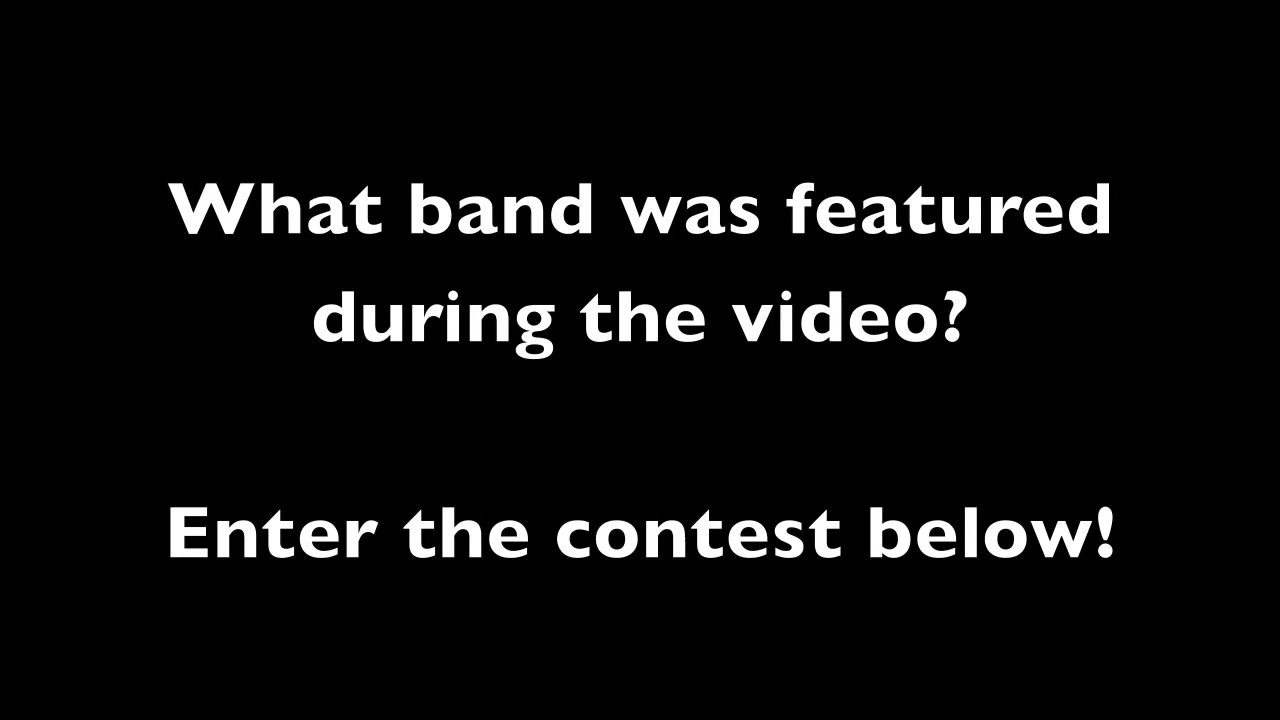 What band was featured
during the video?
Enter the contest below!